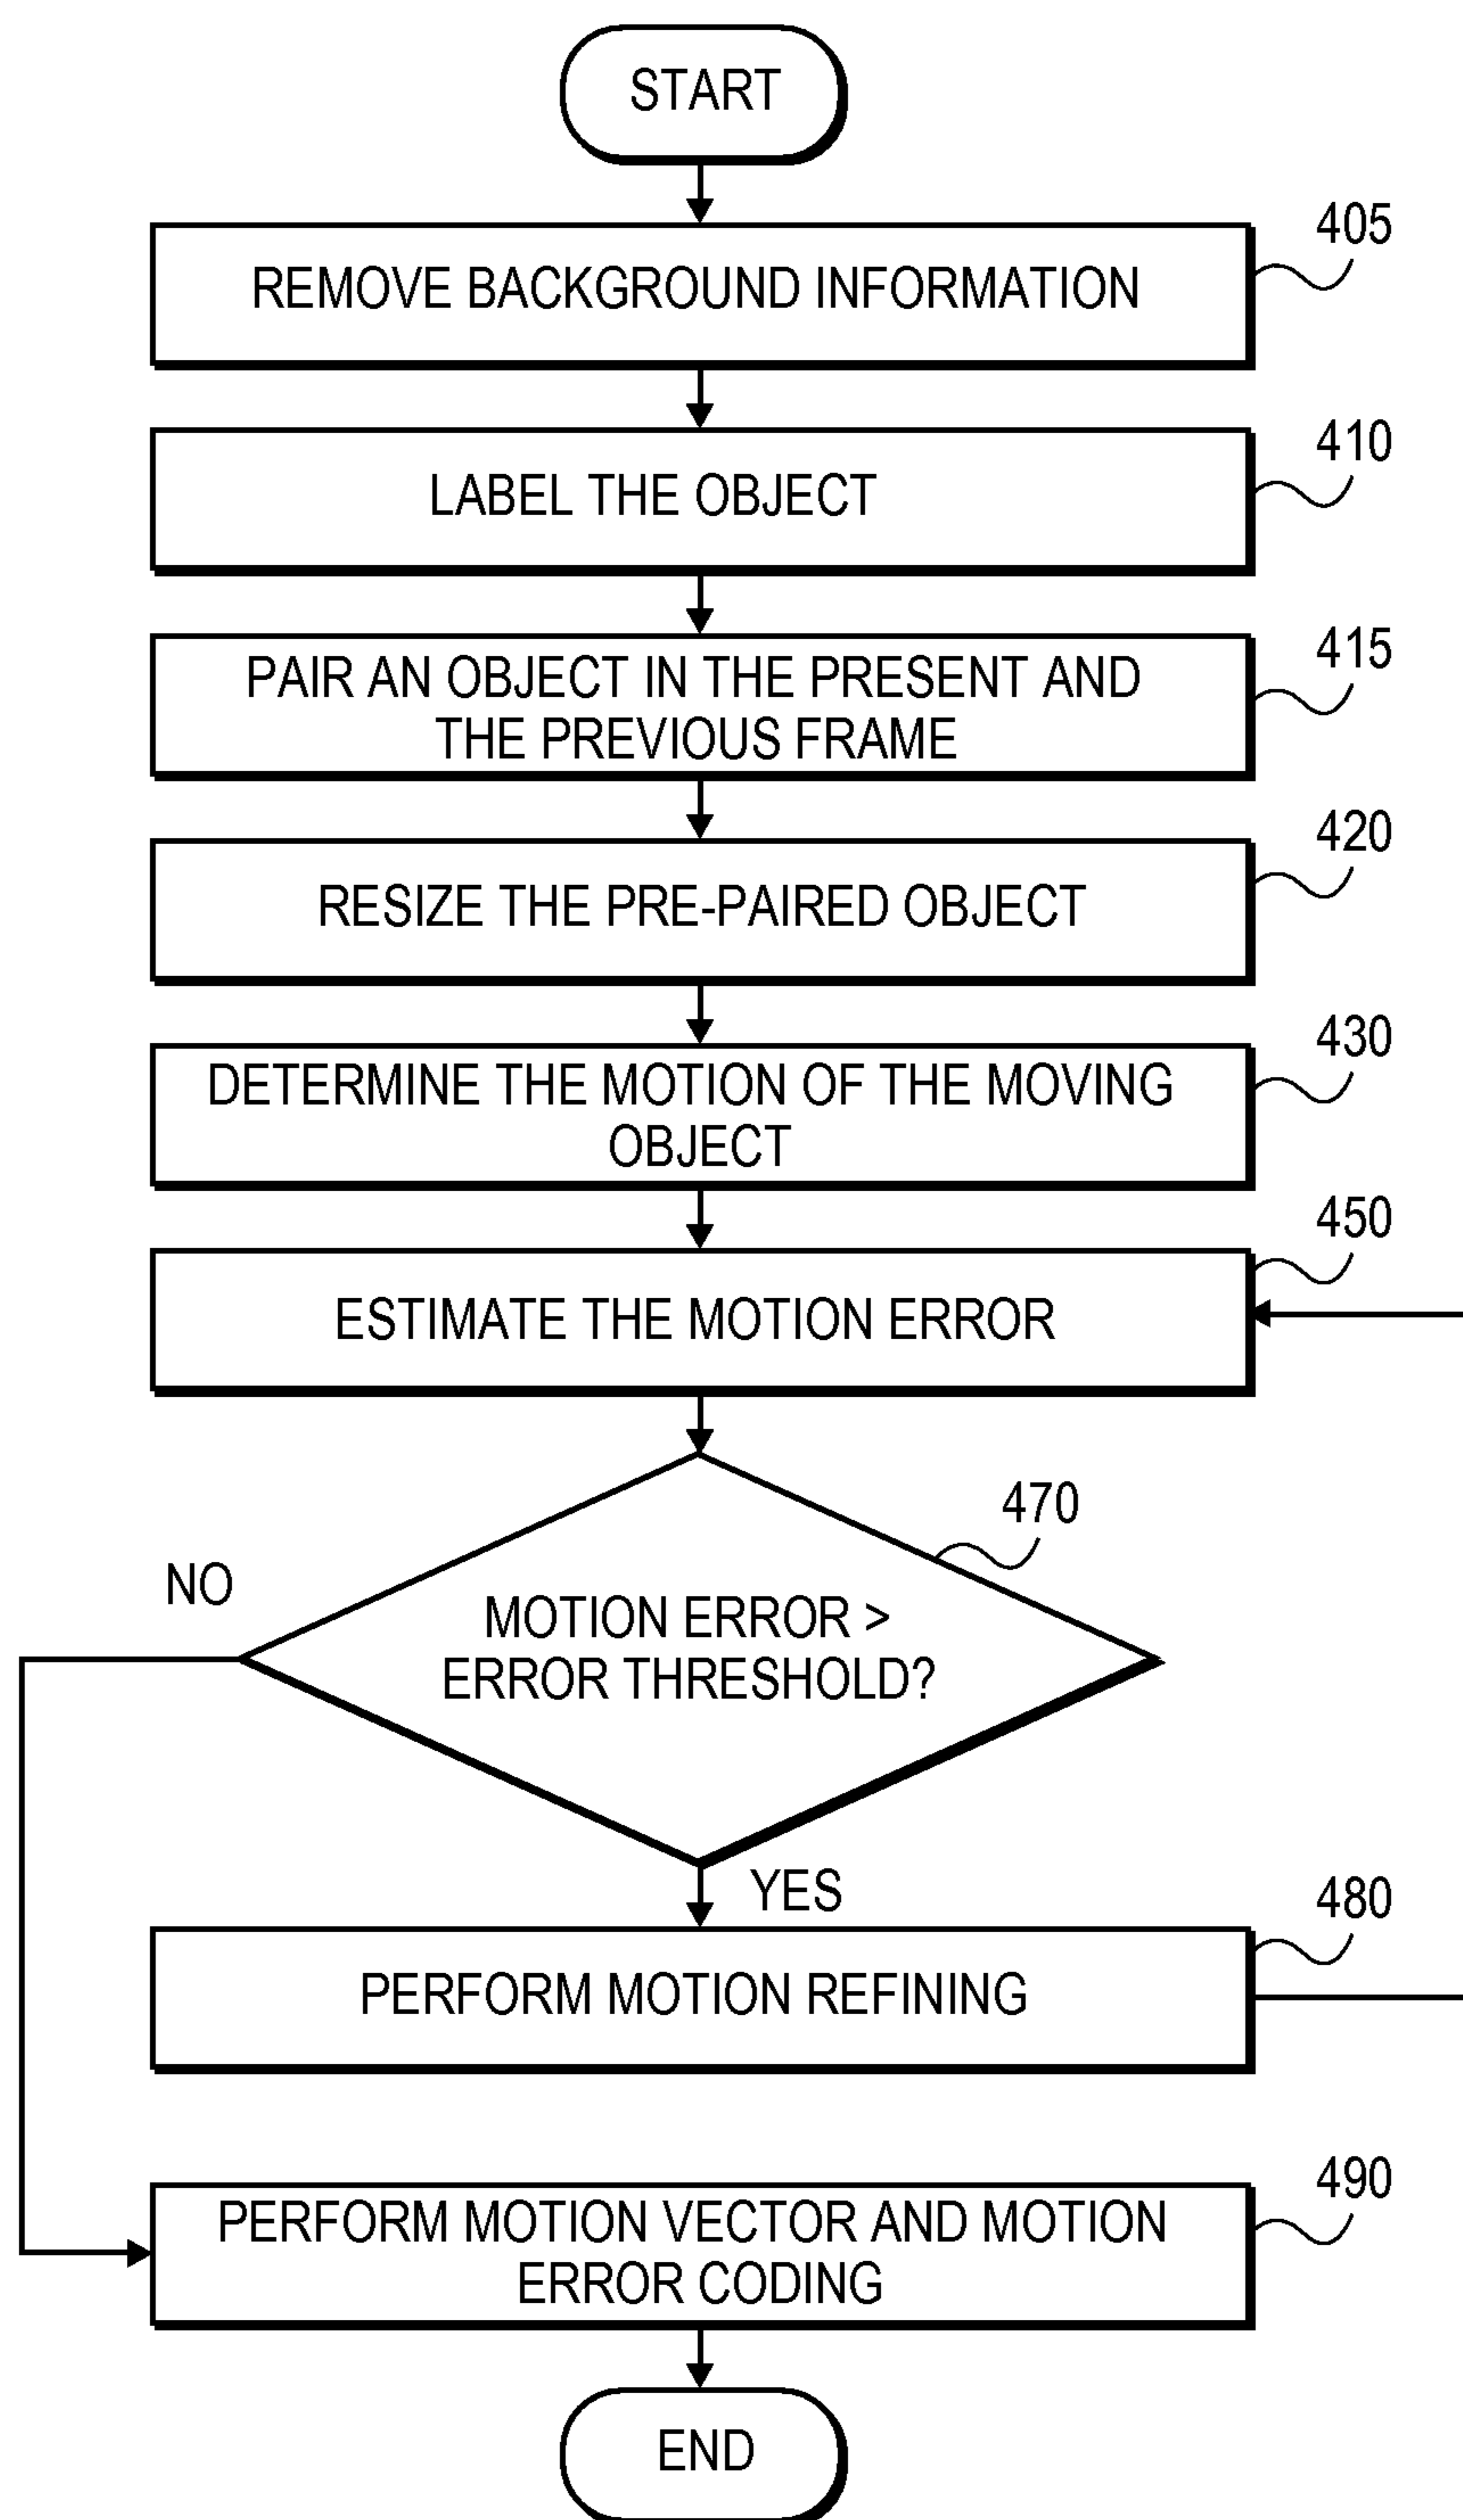 START
405
REMOVE BACKGROUND INFORMATION
410
LABEL THE OBJECT
415
PAIR AN OBJECT IN THE PRESENT AND
THE PREVIOUS FRAME
420
RESIZE THE PRE-PAIRED OBJECT
430
DETERMINE THE MOTION OF THE MOVING
OBJECT
450
ESTIMATE THE MOTION ERROR
470
NO
MOTION ERROR >
ERROR THRESHOLD?
YES
480
PERFORM MOTION REFINING
490
PERFORM MOTION VECTOR AND MOTION
ERROR CODING
END